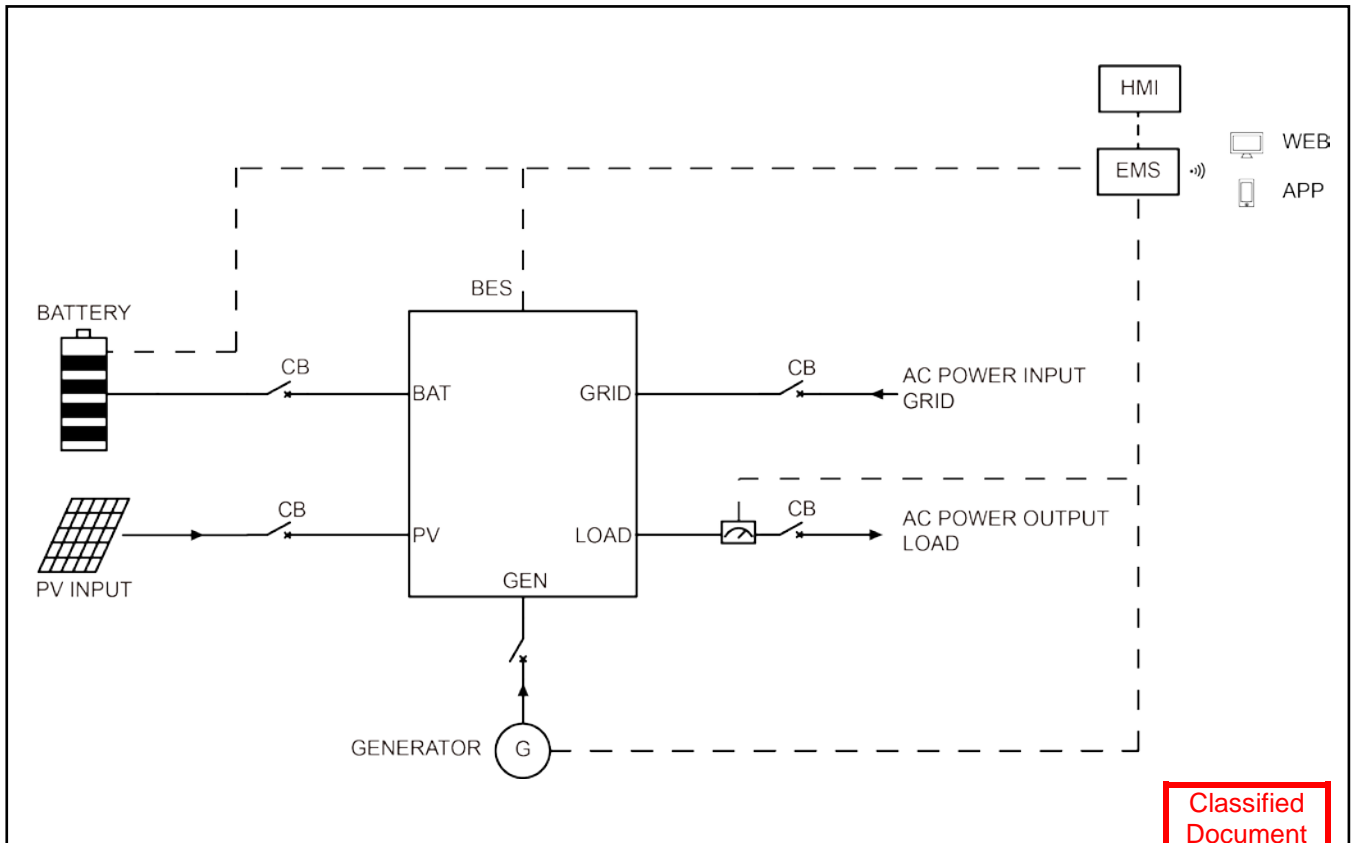 HMI
WEB
EMS
APP
BES
BATTERY
CB
CB
BAT
GRID
AC POWER INPUT
GRID
CB
CB
PV
LOAD
AC POWER OUTPUT
LOAD
PV INPUT
GEN
GENERATOR
G
Classified
Document